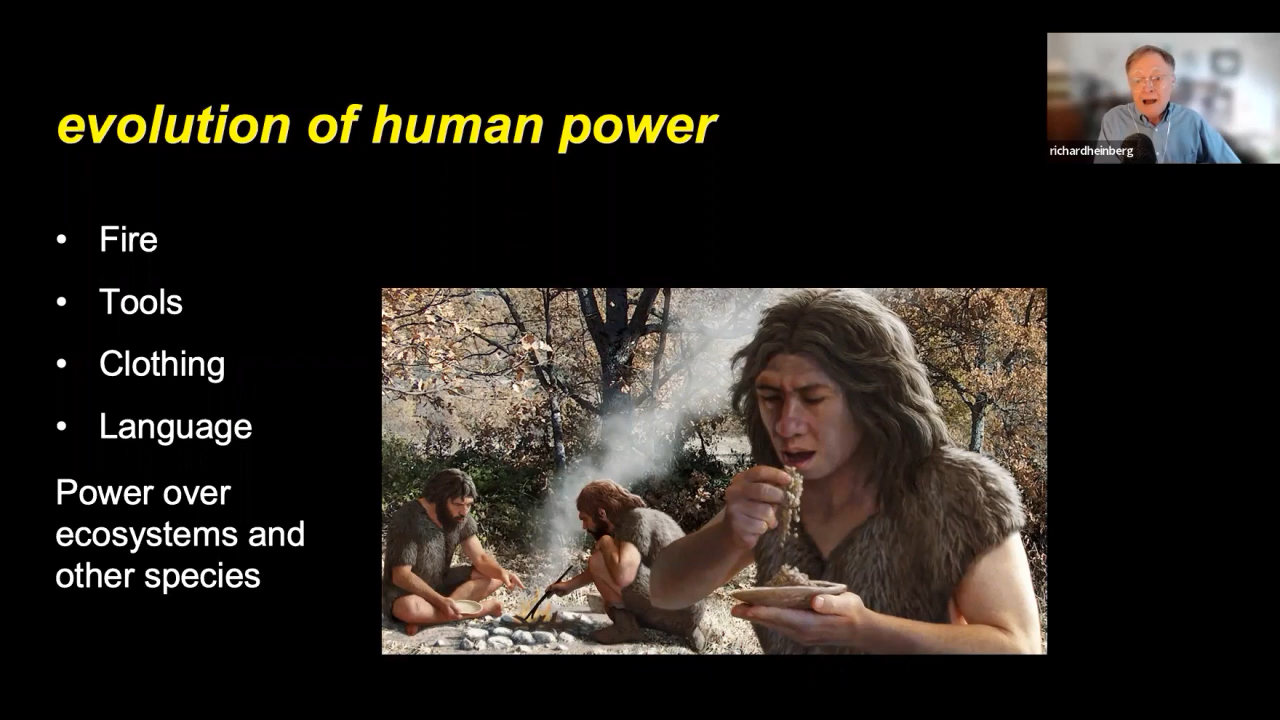 evolution of human power
richardheinberg
• Fire
• Tools
• Clothing
• Language
Power over
ecosystems and
other species